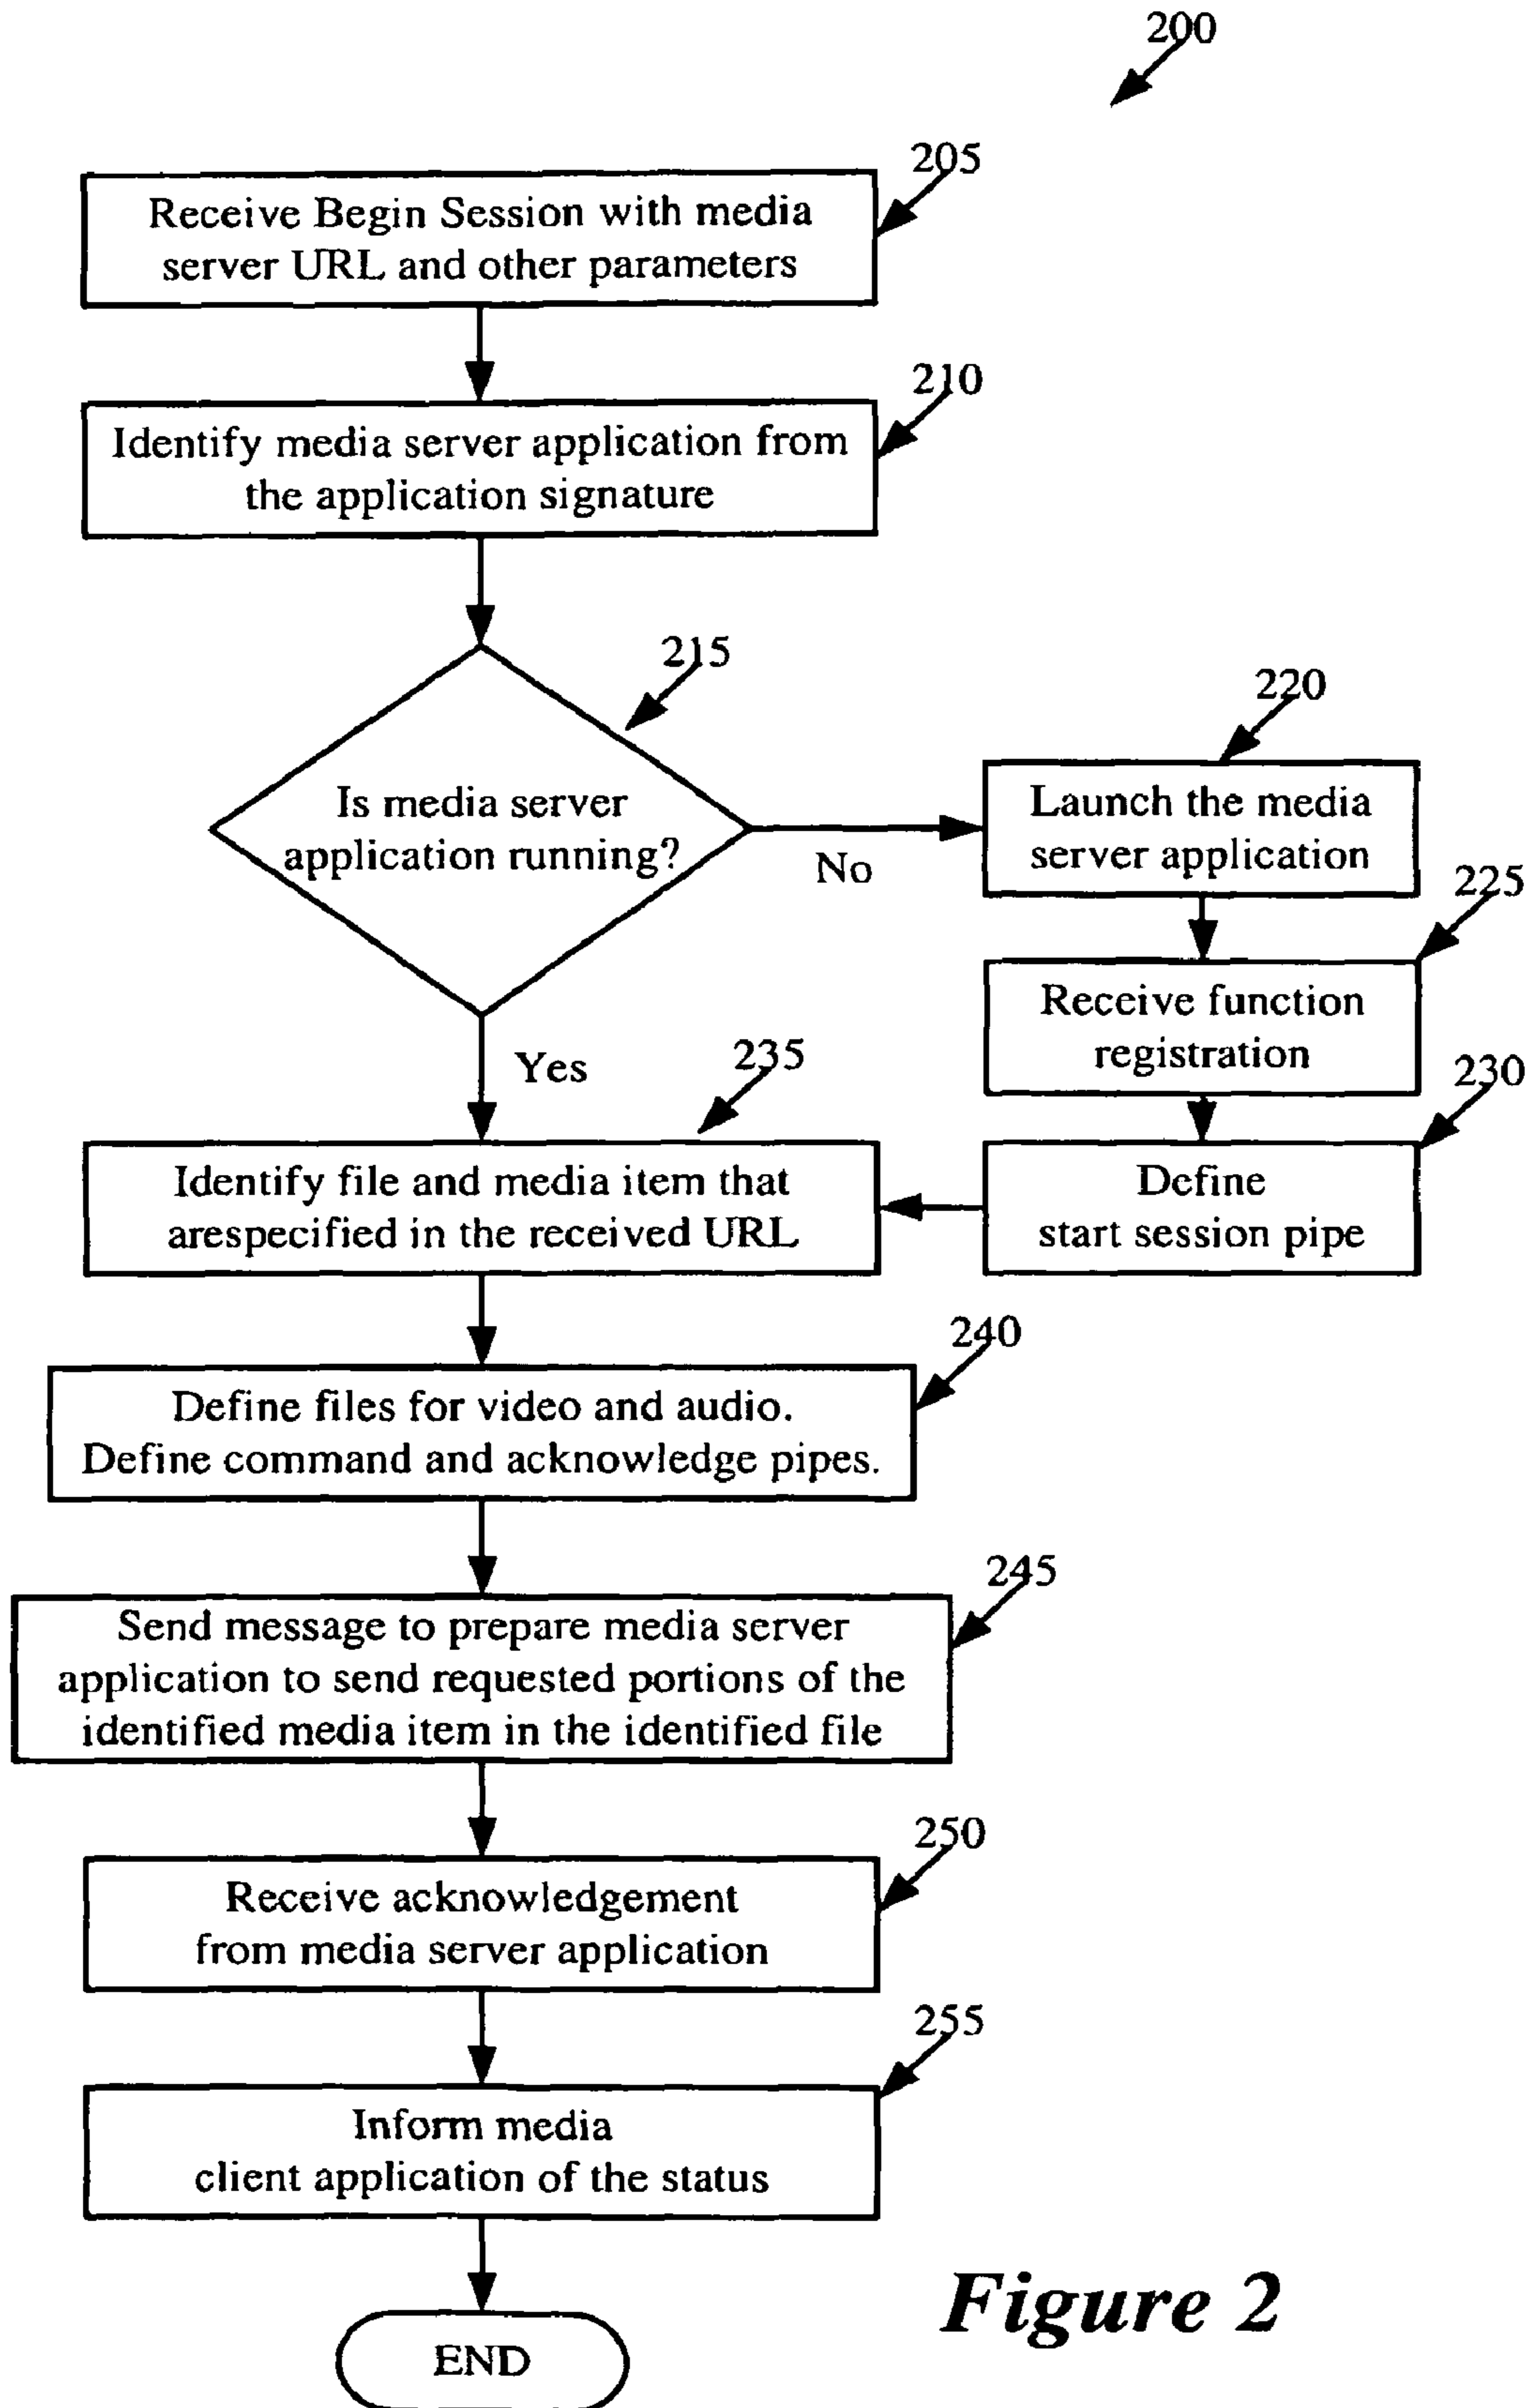 200
205
Receive Begin Session with media
server URL and other parameters
210
Identify media server application from
the application signature
215
Is media server
application running?
No
220
Launch the media
server application
225
Receive function
registration
230
Define
start session pipe
Yes
235
Identify file and media item that
arespecified in the received URL
240
Define files for video and audio.
Define command and acknowledge pipes.
245
Send message to prepare media server
application to send requested portions of the
identified media item in the identified file
250
Receive acknowledgement
from media server application
255
Inform media
client application of the status
END
Figure 2